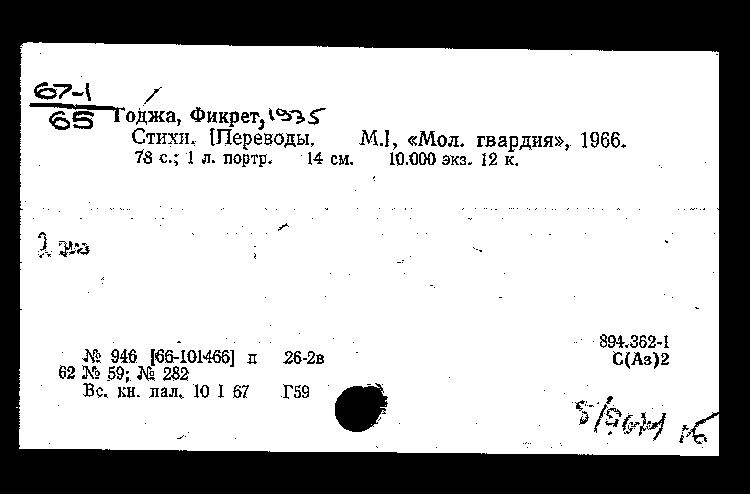 67-1
65
Годжа, Фикрет, 1935
Стихи. [Переводы. М.], «Мол. гвардия», 1966.
78 с.; 1 л. портр. 14 см. 10.000 экз. 12 к.
2 экз
894.362-1
№ 946 [66-101466] п 26-2в С(Аз)2
62 № 59; № 282
Вс. кн. пал. 10 I 67 Г59